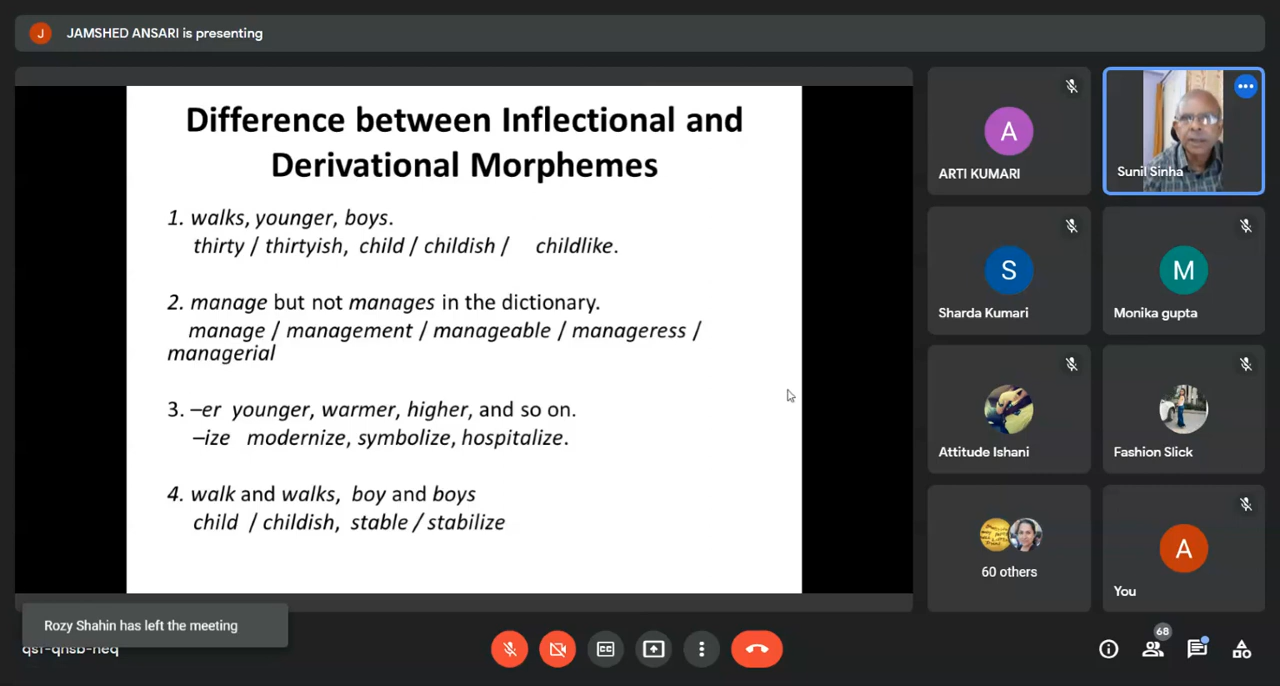 J
JAMSHED ANSARI is presenting
Difference between Inflectional and
Derivational Morphemes
1. walks, younger, boys.
thirty / thirtyish, child / childish / childlike.
2. manage but not manages in the dictionary.
manage / management / manageable / manageress /
managerial
3. –er younger, warmer, higher, and so on.
–ize modernize, symbolize, hospitalize.
4. walk and walks, boy and boys
child / childish, stable / stabilize
A
ARTI KUMARI
Sunil Sinha
S
Sharda Kumari
M
Monika gupta
Attitude Ishani
Fashion Slick
60 others
A
You
Rozy Shahin has left the meeting
CC
68